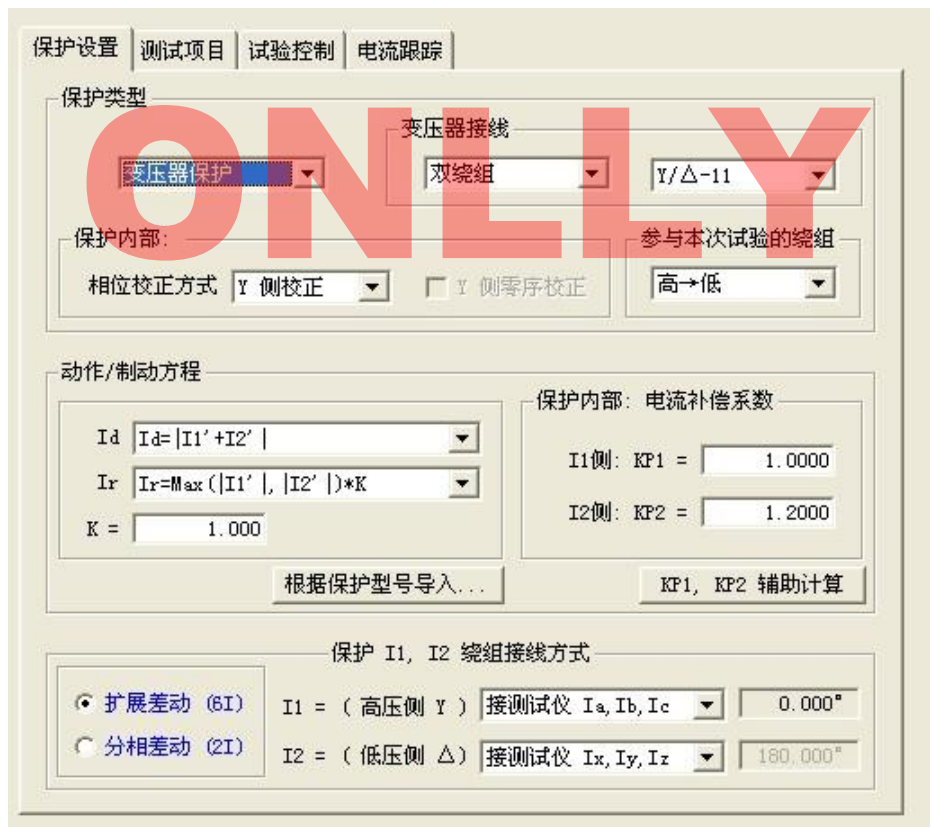 保护设置 测试项目 试验控制 电流跟踪
保护类型
ONLLY
变压器接线
变压器保护 双绕组 Y/△-11
保护内部: 参与本次试验的绕组
相位校正方式 Y 侧校正 Y 侧零序校正 高→低
动作/制动方程
保护内部: 电流补偿系数
Id Id=|I1'+I2'|
I1侧: KP1 = 1.0000
Ir Ir=Max(|I1'|,|I2'|)*K
I2侧: KP2 = 1.2000
K = 1.000
根据保护型号导入... KP1, KP2 辅助计算
保护 I1, I2 绕组接线方式
扩展差动 (6I) I1 = ( 高压侧 Y ) 接测试仪 Ia,Ib,Ic 0.000°
分相差动 (2I) I2 = ( 低压侧 △) 接测试仪 Ix,Iy,Iz 180.000°